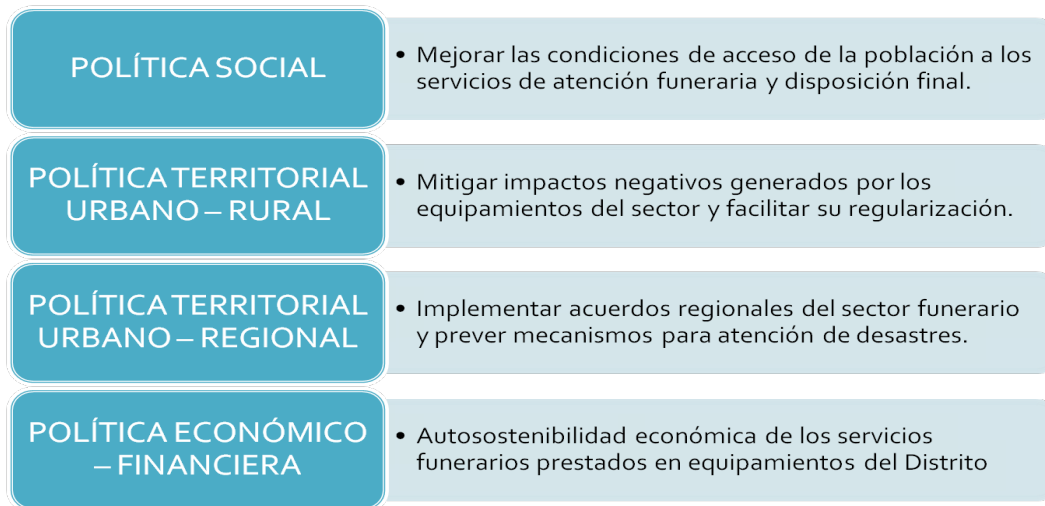 POLÍTICA SOCIAL
• Mejorar las condiciones de acceso de la población a los
servicios de atención funeraria y disposición final.
POLÍTICA TERRITORIAL
URBANO – RURAL
• Mitigar impactos negativos generados por los
equipamientos del sector y facilitar su regularización.
POLÍTICA TERRITORIAL
URBANO – REGIONAL
• Implementar acuerdos regionales del sector funerario
y prever mecanismos para atención de desastres.
POLÍTICA ECONÓMICO
– FINANCIERA
• Autosostenibilidad económica de los servicios
funerarios prestados en equipamientos del Distrito